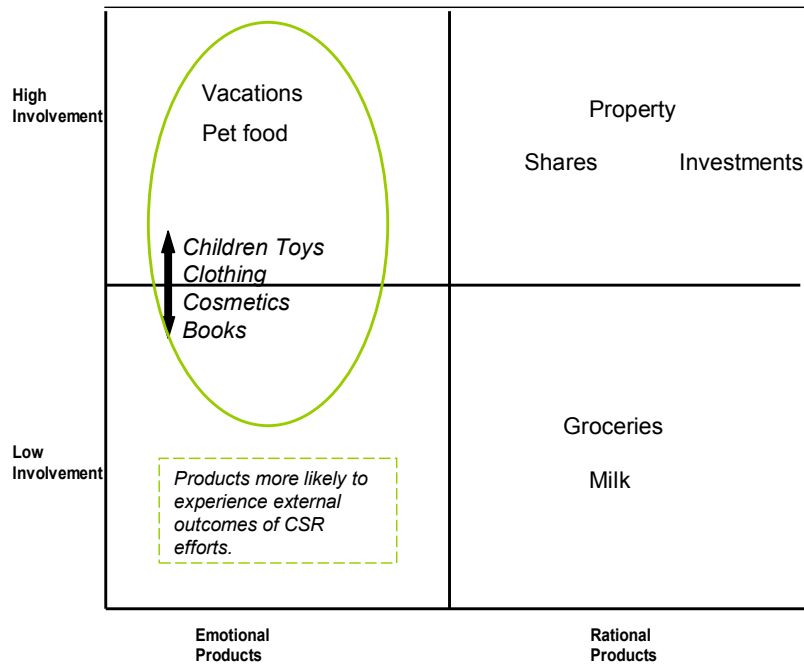 High
Involvement
Vacations
Pet food
Property
Shares Investments
Children Toys
Clothing
Cosmetics
Books
Low
Involvement
Groceries
Milk
Products more likely to
experience external
outcomes of CSR
efforts.
Emotional
Products
Rational
Products